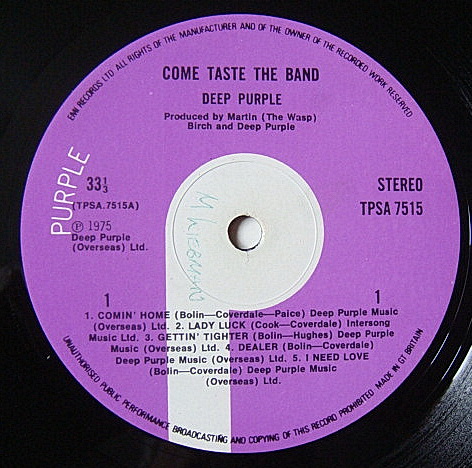 EMI RECORDS LTD ALL RIGHTS OF THE MANUFACTURER AND OF THE OWNER OF THE RECORDED WORK RESERVED
COME TASTE THE BAND
DEEP PURPLE
Produced by Martin (The Wasp)
Birch and Deep Purple
PURPLE
33⅓
(TPSA.7515A)
℗ 1975
Deep Purple
(Overseas) Ltd.
STEREO
TPSA 7515
1
1
1. COMIN' HOME (Bolin—Coverdale—Paice) Deep Purple Music
(Overseas) Ltd. 2. LADY LUCK (Cook—Coverdale) Intersong
Music Ltd. 3. GETTIN' TIGHTER (Bolin—Hughes) Deep Purple
Music (Overseas) Ltd. 4. DEALER (Bolin—Coverdale)
Deep Purple Music (Overseas) Ltd. 5. I NEED LOVE
(Bolin—Coverdale) Deep Purple Music
(Overseas) Ltd.
UNAUTHORISED PUBLIC PERFORMANCE BROADCASTING AND COPYING OF THIS RECORD PROHIBITED MADE IN GT BRITAIN